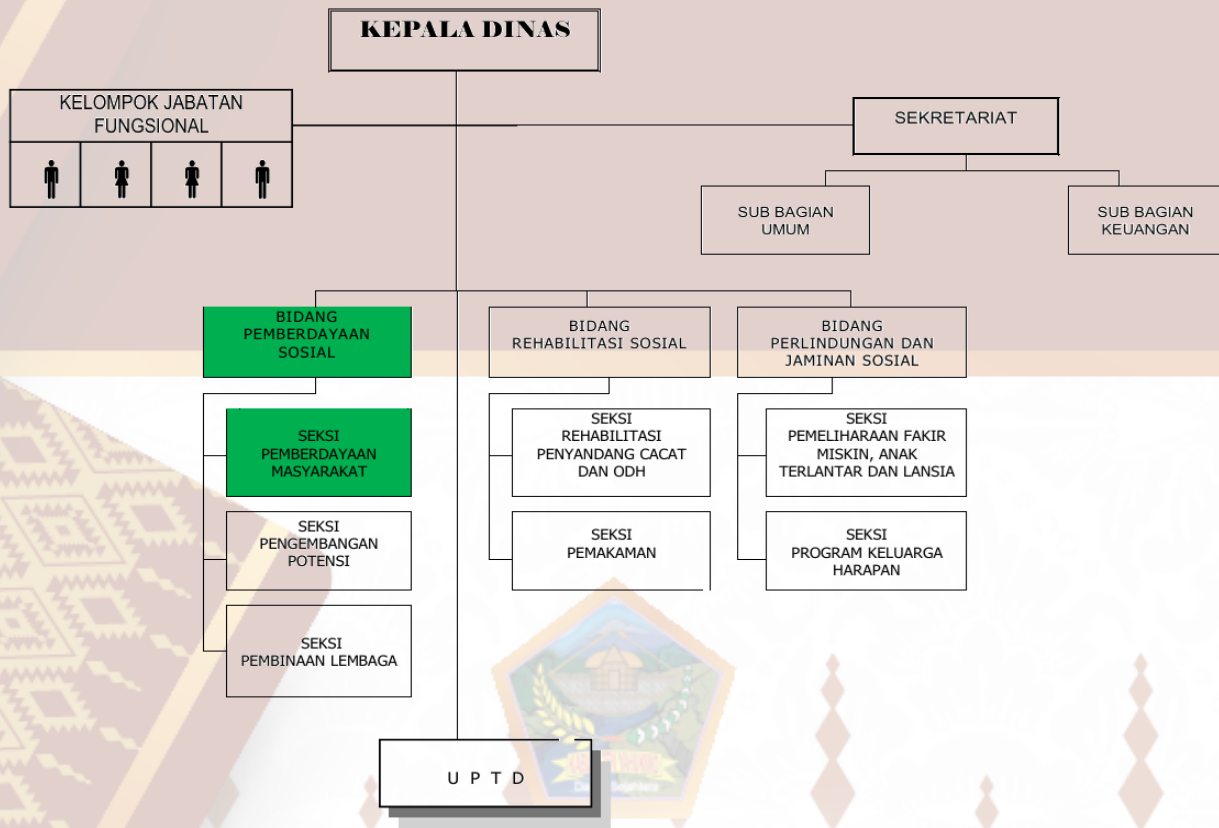 KEPALA DINAS
KELOMPOK JABATAN
FUNGSIONAL
SEKRETARIAT
SUB BAGIAN
UMUM
SUB BAGIAN
KEUANGAN
BIDANG
PEMBERDAYAAN
SOSIAL
BIDANG
REHABILITASI SOSIAL
BIDANG
PERLINDUNGAN DAN
JAMINAN SOSIAL
SEKSI
PEMBERDAYAAN
MASYARAKAT
SEKSI
REHABILITASI
PENYANDANG CACAT
DAN ODH
SEKSI
PEMELIHARAAN FAKIR
MISKIN, ANAK
TERLANTAR DAN LANSIA
SEKSI
PENGEMBANGAN
POTENSI
SEKSI
PEMAKAMAN
SEKSI
PROGRAM KELUARGA
HARAPAN
SEKSI
PEMBINAAN LEMBAGA
U P T D